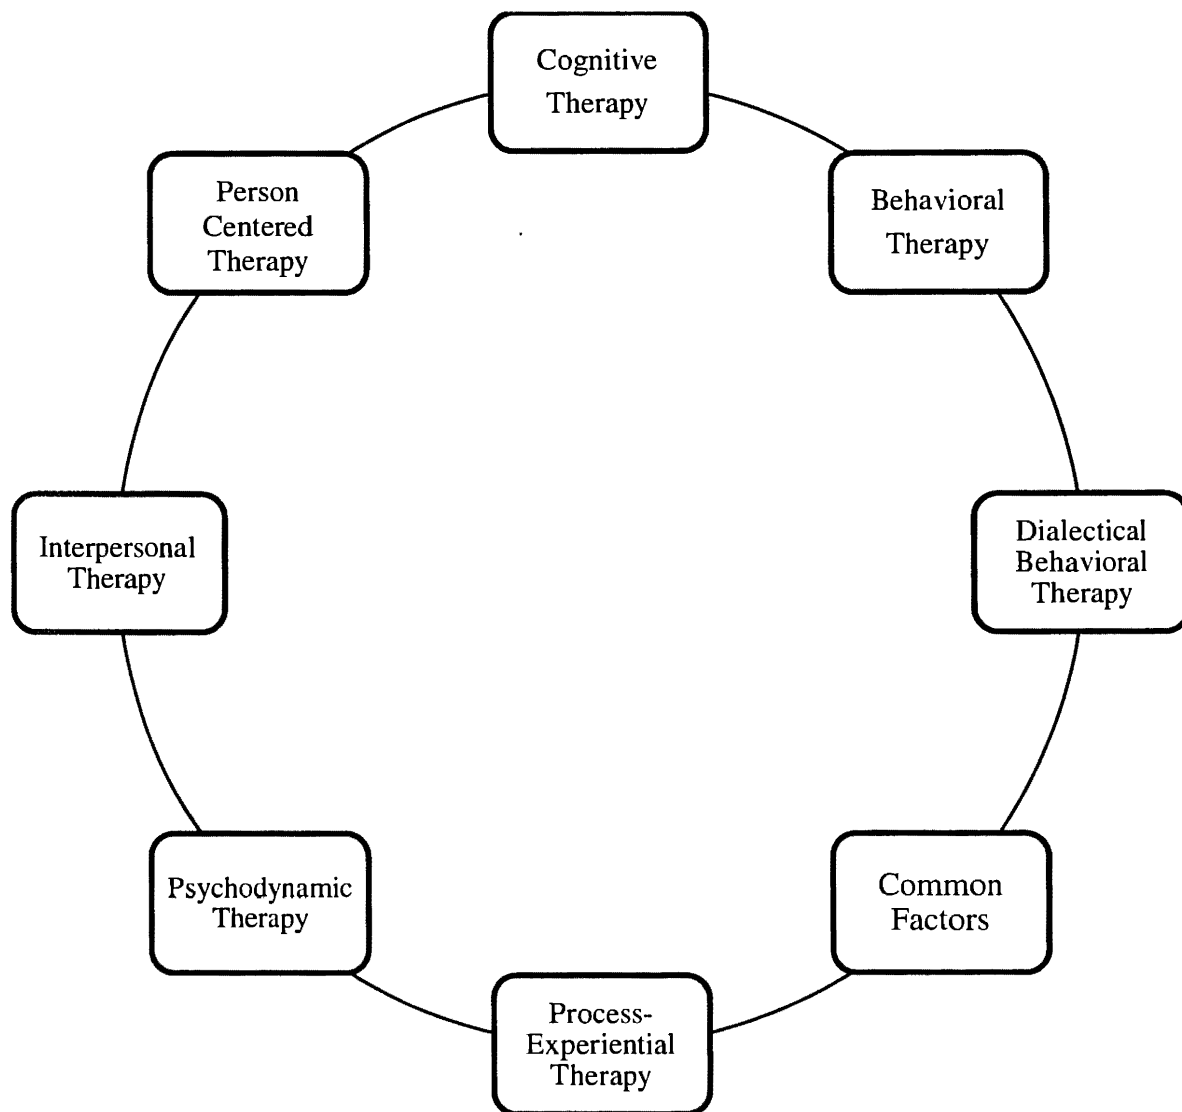 Cognitive
Therapy
Behavioral
Therapy
Dialectical
Behavioral
Therapy
Common
Factors
Process-
Experiential
Therapy
Psychodynamic
Therapy
Interpersonal
Therapy
Person
Centered
Therapy